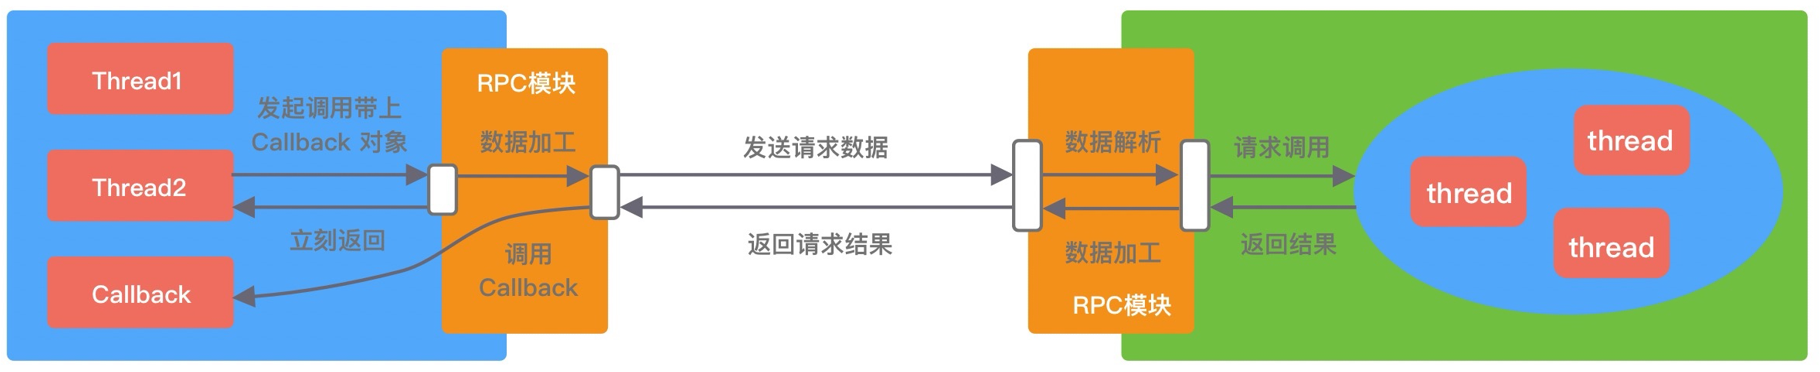 Thread1
发起调用带上
Callback 对象
Thread2
立刻返回
Callback
RPC模块
数据加工
调用
Callback
发送请求数据
返回请求结果
数据解析
数据加工
RPC模块
请求调用
返回结果
thread
thread
thread